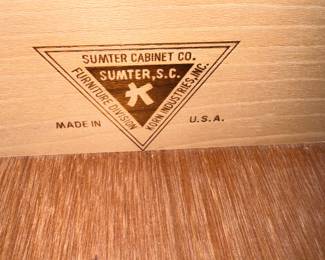 SUMTER CABINET CO.
SUMTER, S.C.
K
FURNITURE DIVISION
KORN INDUSTRIES, INC.
MADE IN U.S.A.